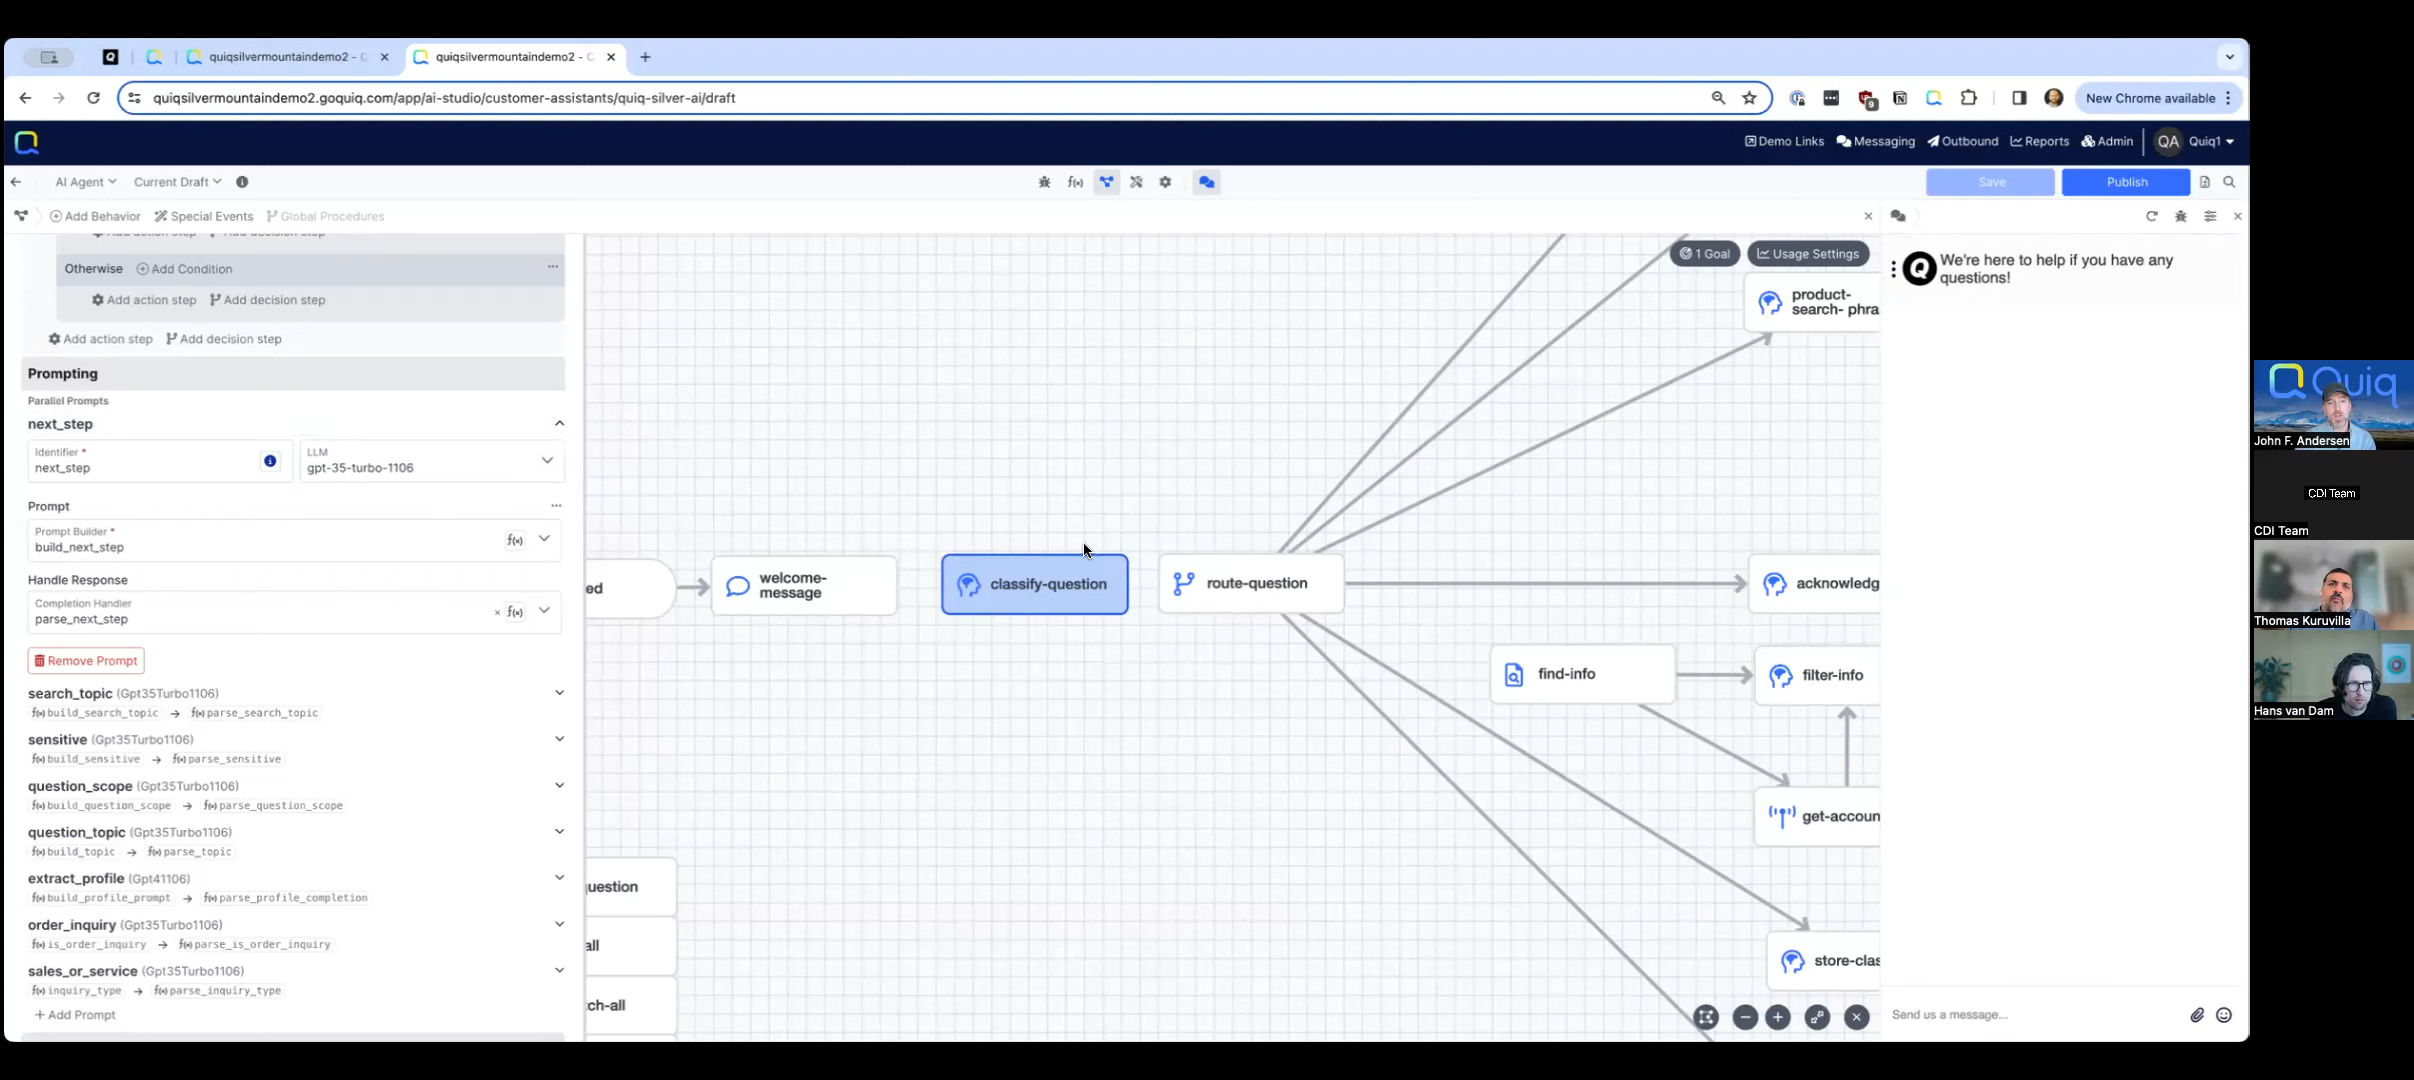 quiqsilvermountaindemo2 - C
quiqsilvermountaindemo2 - C
quiqsilvermountaindemo2.goquiq.com/app/ai-studio/customer-assistants/quiq-silver-ai/draft
9
New Chrome available
Demo Links Messaging Outbound Reports Admin QA Quiq1
AI Agent Current Draft
f(x)
Save Publish
Add Behavior Special Events Global Procedures
Add action step Add decision step
Otherwise Add Condition
Add action step Add decision step
Add action step Add decision step
Prompting
Parallel Prompts
next_step
Identifier *
next_step
LLM
gpt-35-turbo-1106
Prompt
Prompt Builder *
build_next_step
f(x)
Handle Response
Completion Handler
parse_next_step
f(x)
Remove Prompt
search_topic (Gpt35Turbo1106)
f(x) build_search_topic → f(x) parse_search_topic
sensitive (Gpt35Turbo1106)
f(x) build_sensitive → f(x) parse_sensitive
question_scope (Gpt35Turbo1106)
f(x) build_question_scope → f(x) parse_question_scope
question_topic (Gpt35Turbo1106)
f(x) build_topic → f(x) parse_topic
extract_profile (Gpt41106)
f(x) build_profile_prompt → f(x) parse_profile_completion
order_inquiry (Gpt35Turbo1106)
f(x) is_order_inquiry → f(x) parse_is_order_inquiry
sales_or_service (Gpt35Turbo1106)
f(x) inquiry_type → f(x) parse_inquiry_type
+ Add Prompt
1 Goal
Usage Settings
product-
search- phra
ed
welcome-
message
classify-question
route-question
acknowledg
find-info
filter-info
get-accoun
store-clas
uestion
all
ch-all
We're here to help if you have any
questions!
Send us a message...
Quiq
John F. Andersen
CDI Team
CDI Team
Thomas Kuruvilla
Hans van Dam